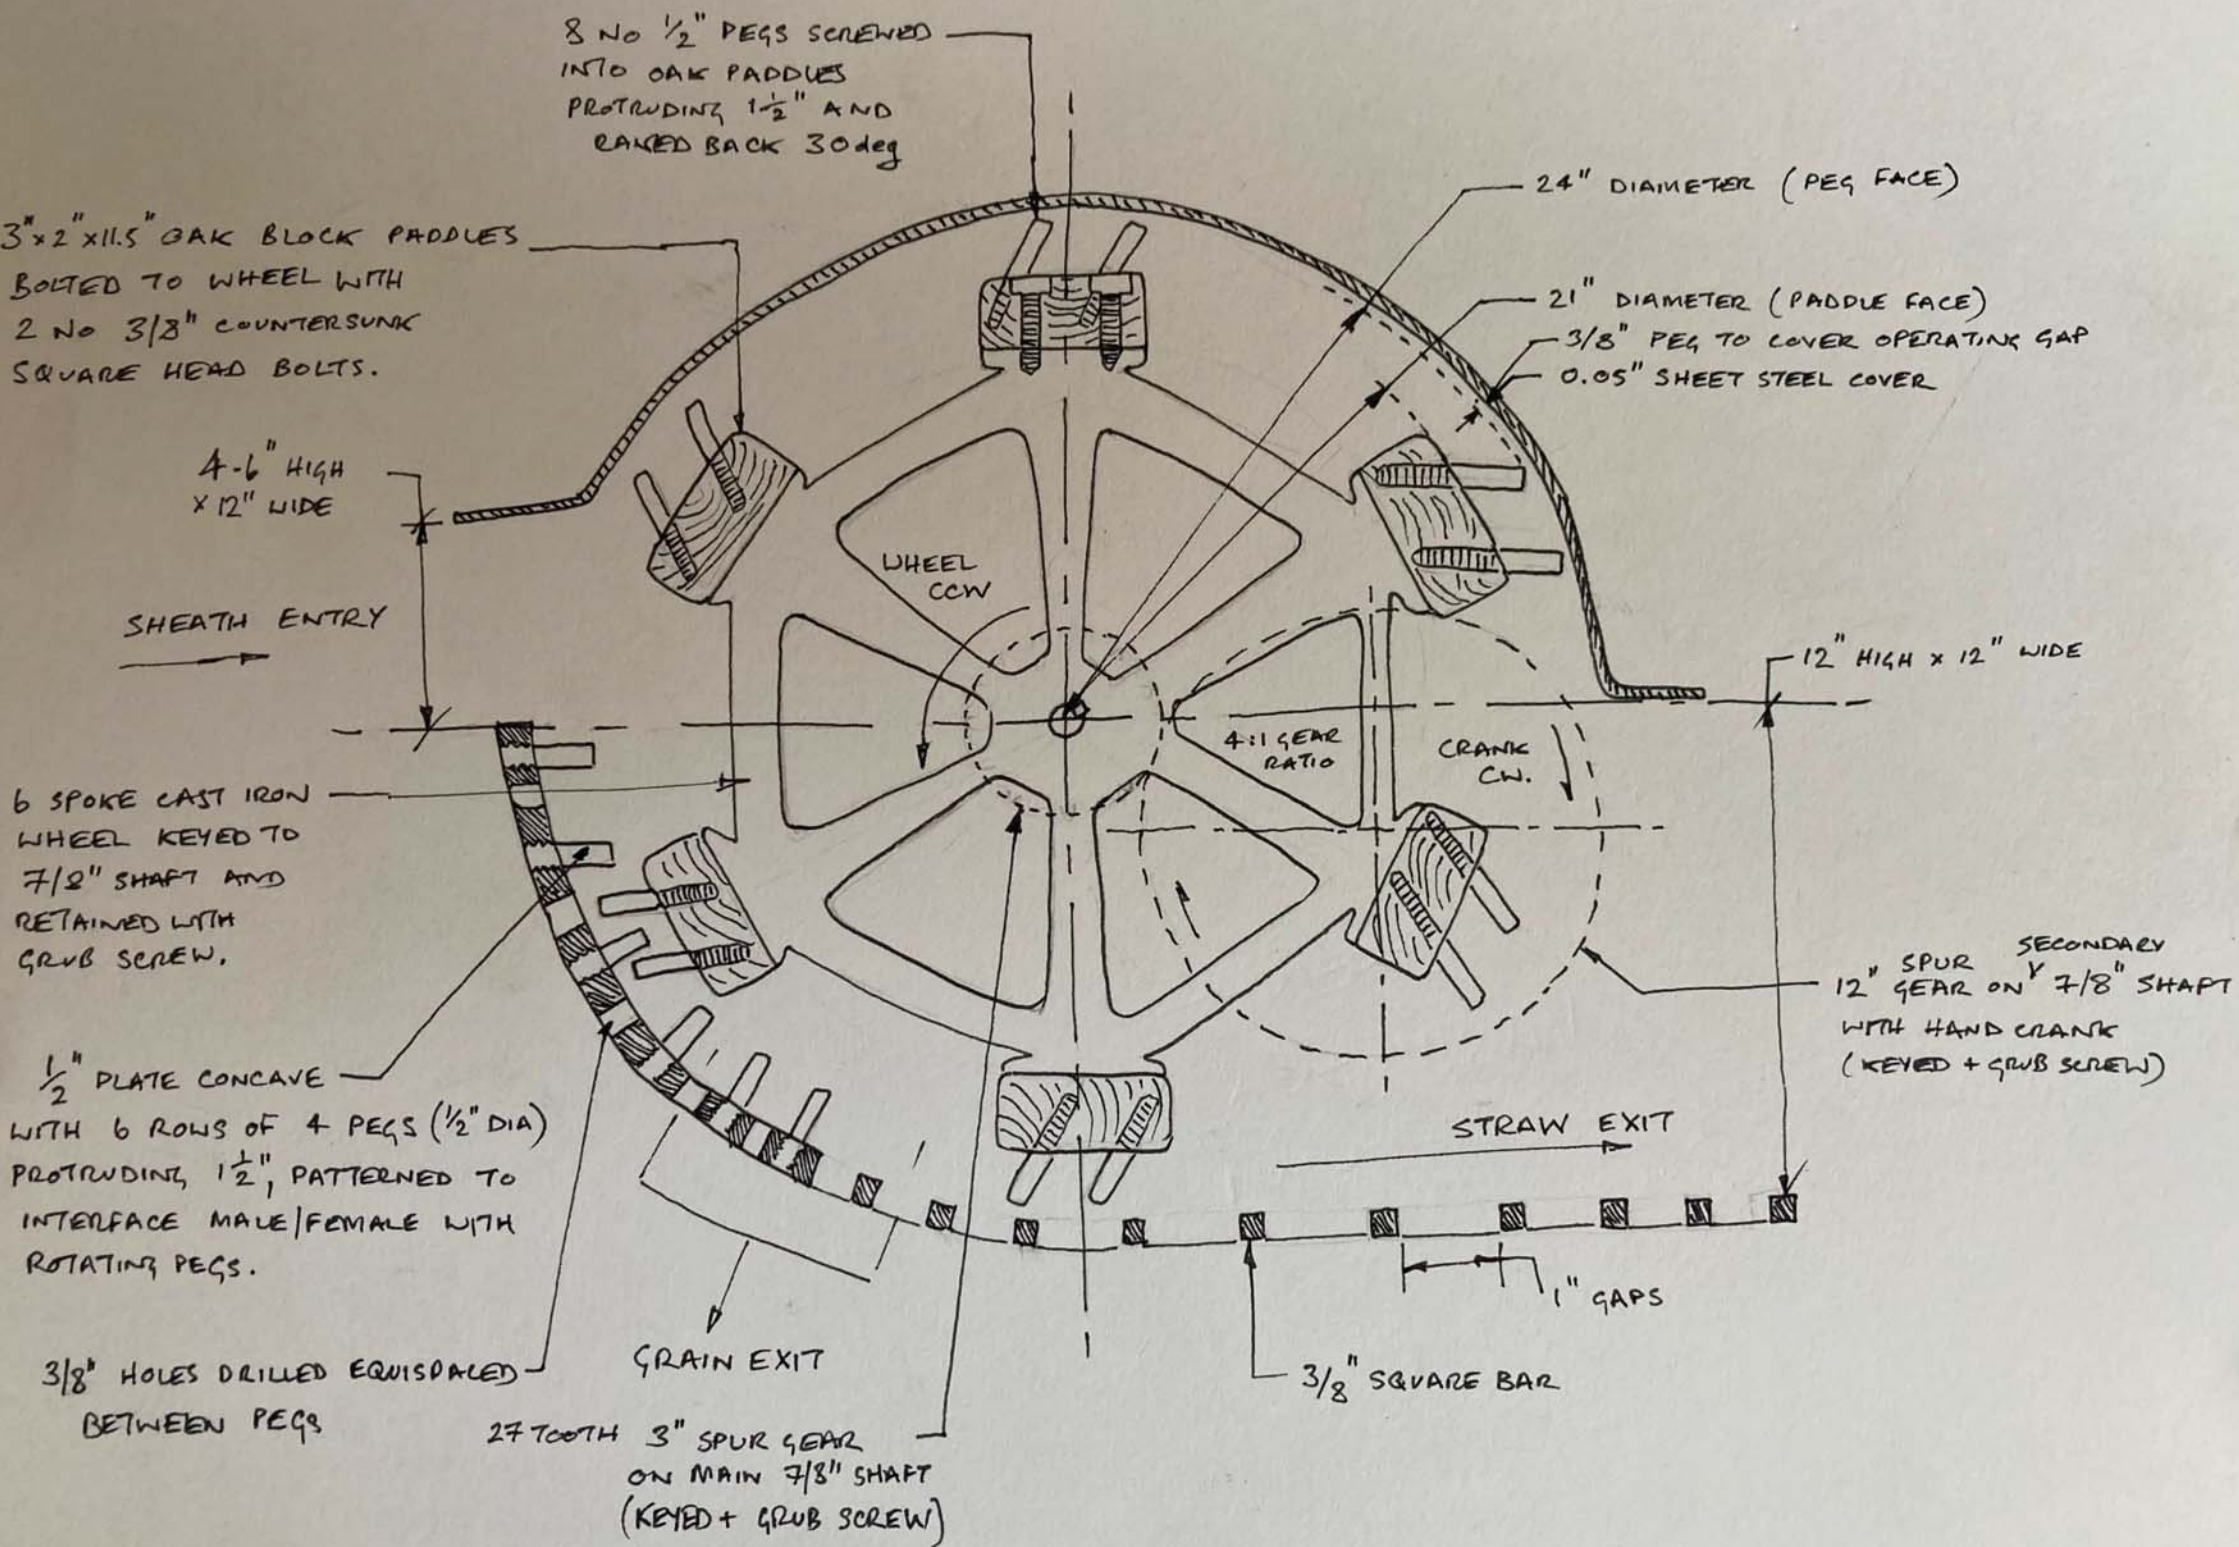 8 No 1/2" PEGS SCREWED
INTO OAK PADDLES
PROTRUDING 1 1/2" AND
RAKED BACK 30deg
3"x2"x11.5" OAK BLOCK PADDLES
BOLTED TO WHEEL WITH
2 No 3/8" COUNTERSUNK
SQUARE HEAD BOLTS.
24" DIAMETER (PEG FACE)
21" DIAMETER (PADDLE FACE)
3/8" PEG TO COVER OPERATING GAP
0.05" SHEET STEEL COVER
4-6" HIGH
x 12" WIDE
SHEATH ENTRY
WHEEL
CCW
12" HIGH x 12" WIDE
4:1 GEAR
RATIO
CRANK
CW.
6 SPOKE CAST IRON
WHEEL KEYED TO
7/8" SHAFT AND
RETAINED WITH
GRUB SCREW.
SPUR SECONDARY
12" GEAR ON Y 7/8" SHAFT
WITH HAND CRANK
(KEYED + GRUB SCREW)
1/2" PLATE CONCAVE
WITH 6 ROWS OF 4 PEGS (1/2" DIA)
PROTRUDING 1 1/2", PATTERNED TO
INTERFACE MALE/FEMALE WITH
ROTATING PEGS.
STRAW EXIT
1" GAPS
3/8" HOLES DRILLED EQUISPACED
BETWEEN PEGS
GRAIN EXIT
3/8" SQUARE BAR
27 TOOTH 3" SPUR GEAR
ON MAIN 7/8" SHAFT
(KEYED + GRUB SCREW)